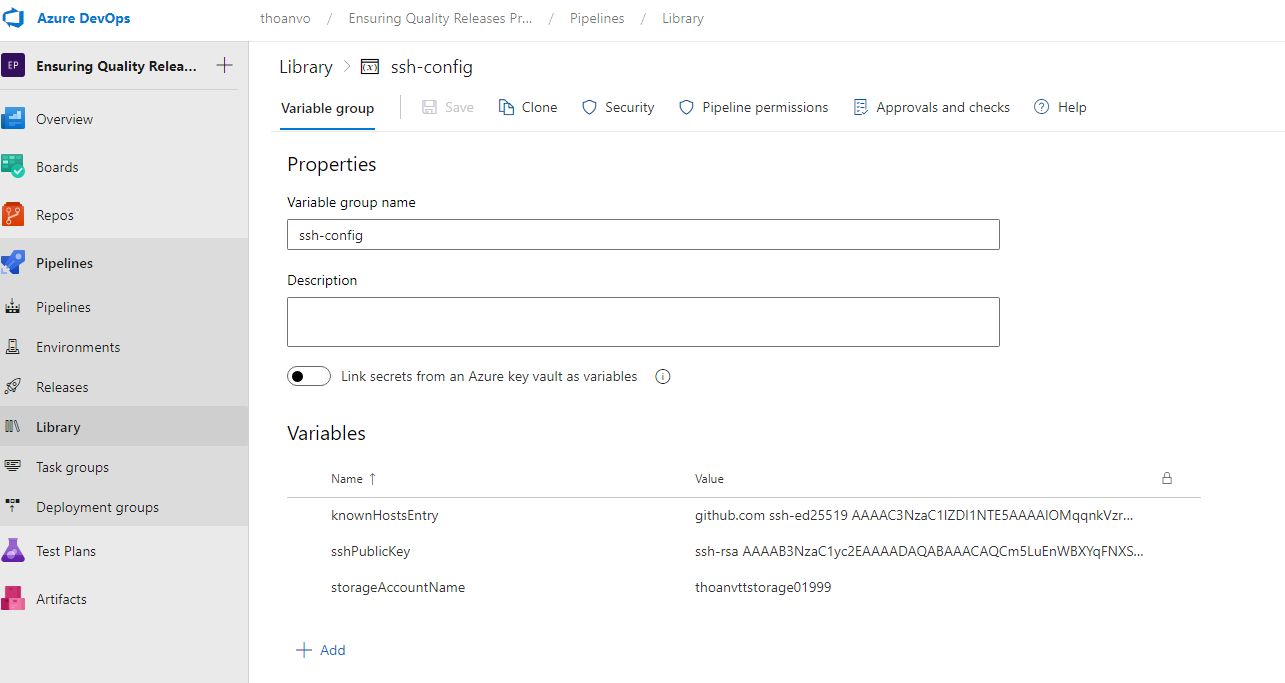 Azure DevOps
thoanvo / Ensuring Quality Releases Pr... / Pipelines / Library
EP Ensuring Quality Relea...
Overview
Boards
Repos
Pipelines
Pipelines
Environments
Releases
Library
Task groups
Deployment groups
Test Plans
Artifacts
Library > (x) ssh-config
Variable group Save Clone Security Pipeline permissions Approvals and checks Help
Properties
Variable group name
ssh-config
Description
Link secrets from an Azure key vault as variables
Variables
Name ↑ Value
knownHostsEntry github.com ssh-ed25519 AAAAC3NzaC1lZDI1NTE5AAAAIOMqqnkVzr...
sshPublicKey ssh-rsa AAAAB3NzaC1yc2EAAAADAQABAAACAQCm5LuEnWBXYqFNXS...
storageAccountName thoanvttstorage01999
+ Add